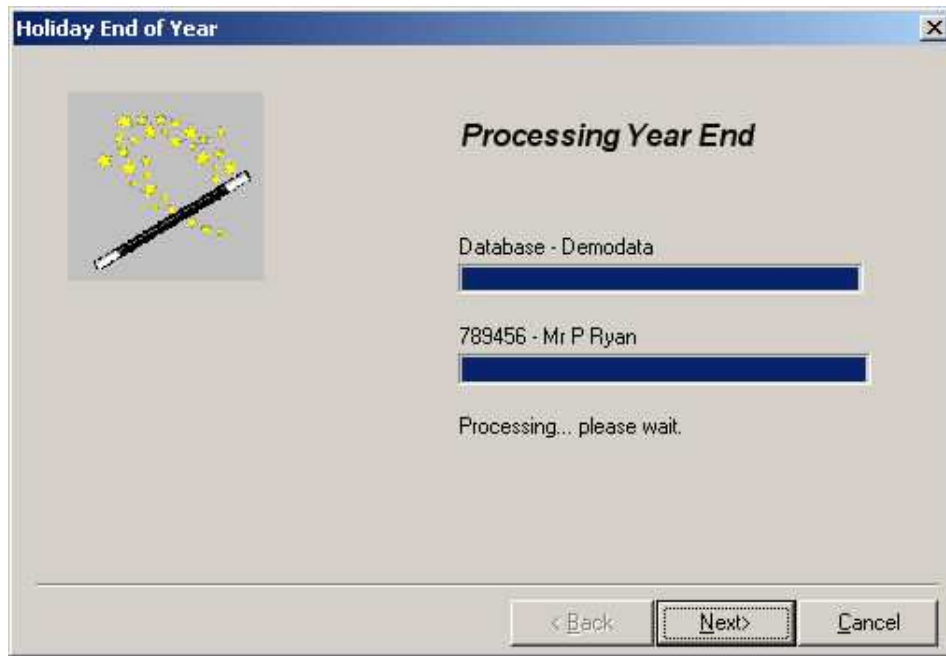 Holiday End of Year
Processing Year End
Database - Demodata
789456 - Mr P Ryan
Processing... please wait.
< Back
Next>
Cancel